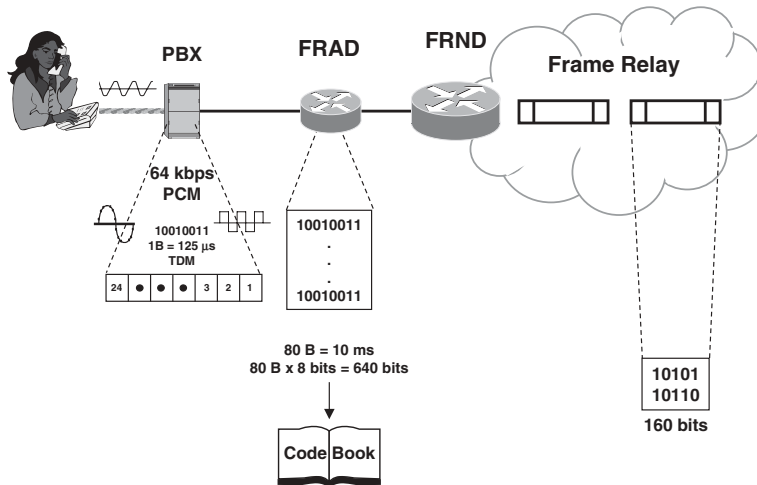 PBX
FRAD
FRND
Frame Relay
64 kbps
PCM
10010011
1B = 125 µs
TDM
24 3 2 1
10010011
.
.
.
.
10010011
80 B = 10 ms
80 B x 8 bits = 640 bits
Code Book
10101
10110
160 bits